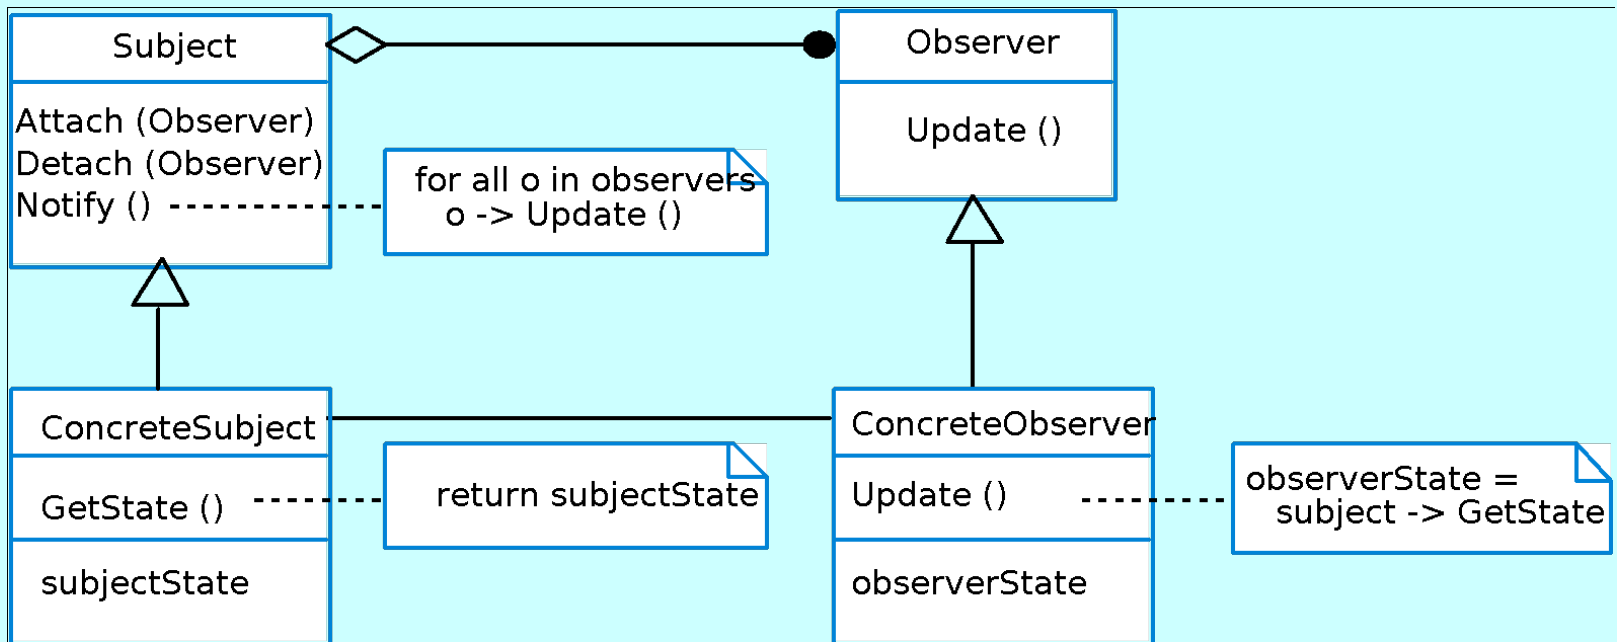 Subject
Attach (Observer)
Detach (Observer)
Notify ()
for all o in observers
o -> Update ()
Observer
Update ()
ConcreteSubject
GetState ()
subjectState
return subjectState
ConcreteObserver
Update ()
observerState
observerState =
subject -> GetState